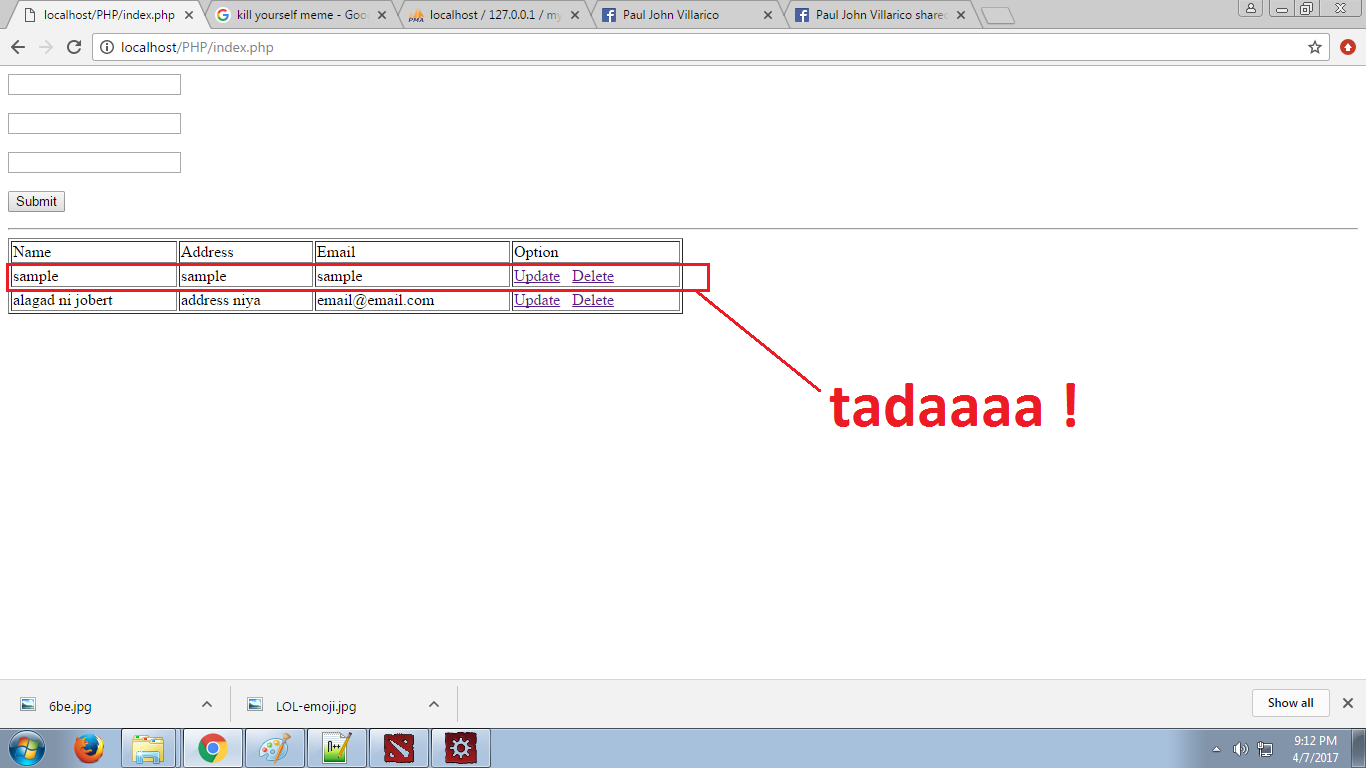 localhost/PHP/index.php
kill yourself meme - Goo
localhost / 127.0.0.1 / my
Paul John Villarico
Paul John Villarico shared
localhost/PHP/index.php
Submit
Name Address Email Option
sample sample sample Update Delete
alagad ni jobert address niya email@email.com Update Delete
tadaaaa !
6be.jpg
LOL-emoji.jpg
Show all
9:12 PM
4/7/2017